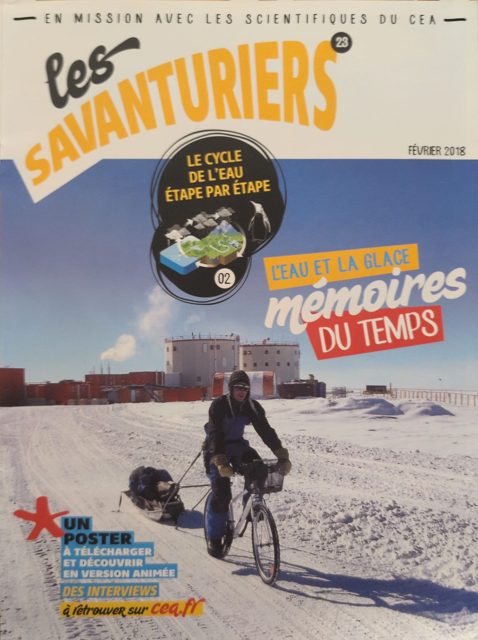 EN MISSION AVEC LES SCIENTIFIQUES DU CEA
les
SAVANTURIERS
23
FÉVRIER 2018
LE CYCLE
DE L'EAU
ÉTAPE PAR ÉTAPE
02
L'EAU ET LA GLACE
mémoires
DU TEMPS
UN
POSTER
À TÉLÉCHARGER
ET DÉCOUVRIR
EN VERSION ANIMÉE
DES INTERVIEWS
à retrouver sur cea.fr